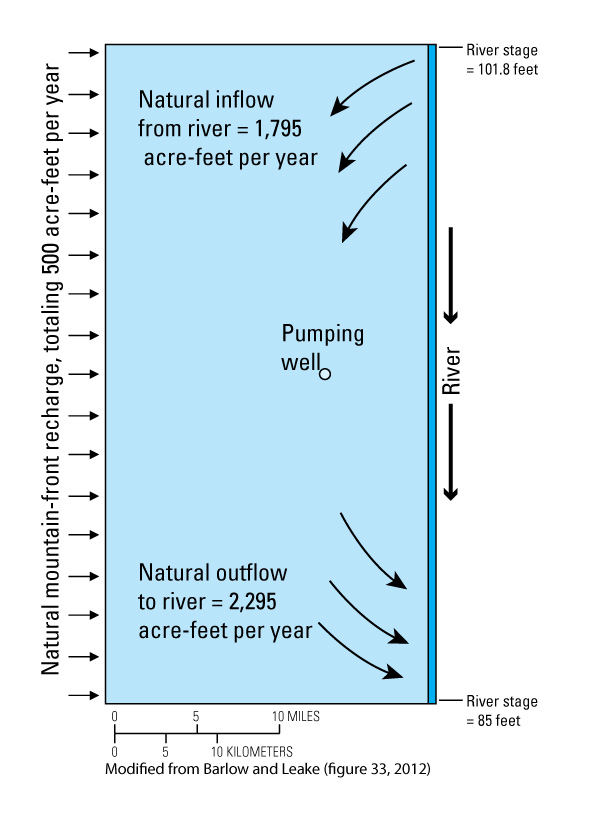 River stage
= 101.8 feet
Natural mountain-front recharge, totaling 500 acre-feet per year
Natural inflow
from river = 1,795
acre-feet per year
Pumping
well
River
Natural outflow
to river = 2,295
acre-feet per year
River stage
= 85 feet
0 5 10 MILES
0 5 10 KILOMETERS
Modified from Barlow and Leake (figure 33, 2012)